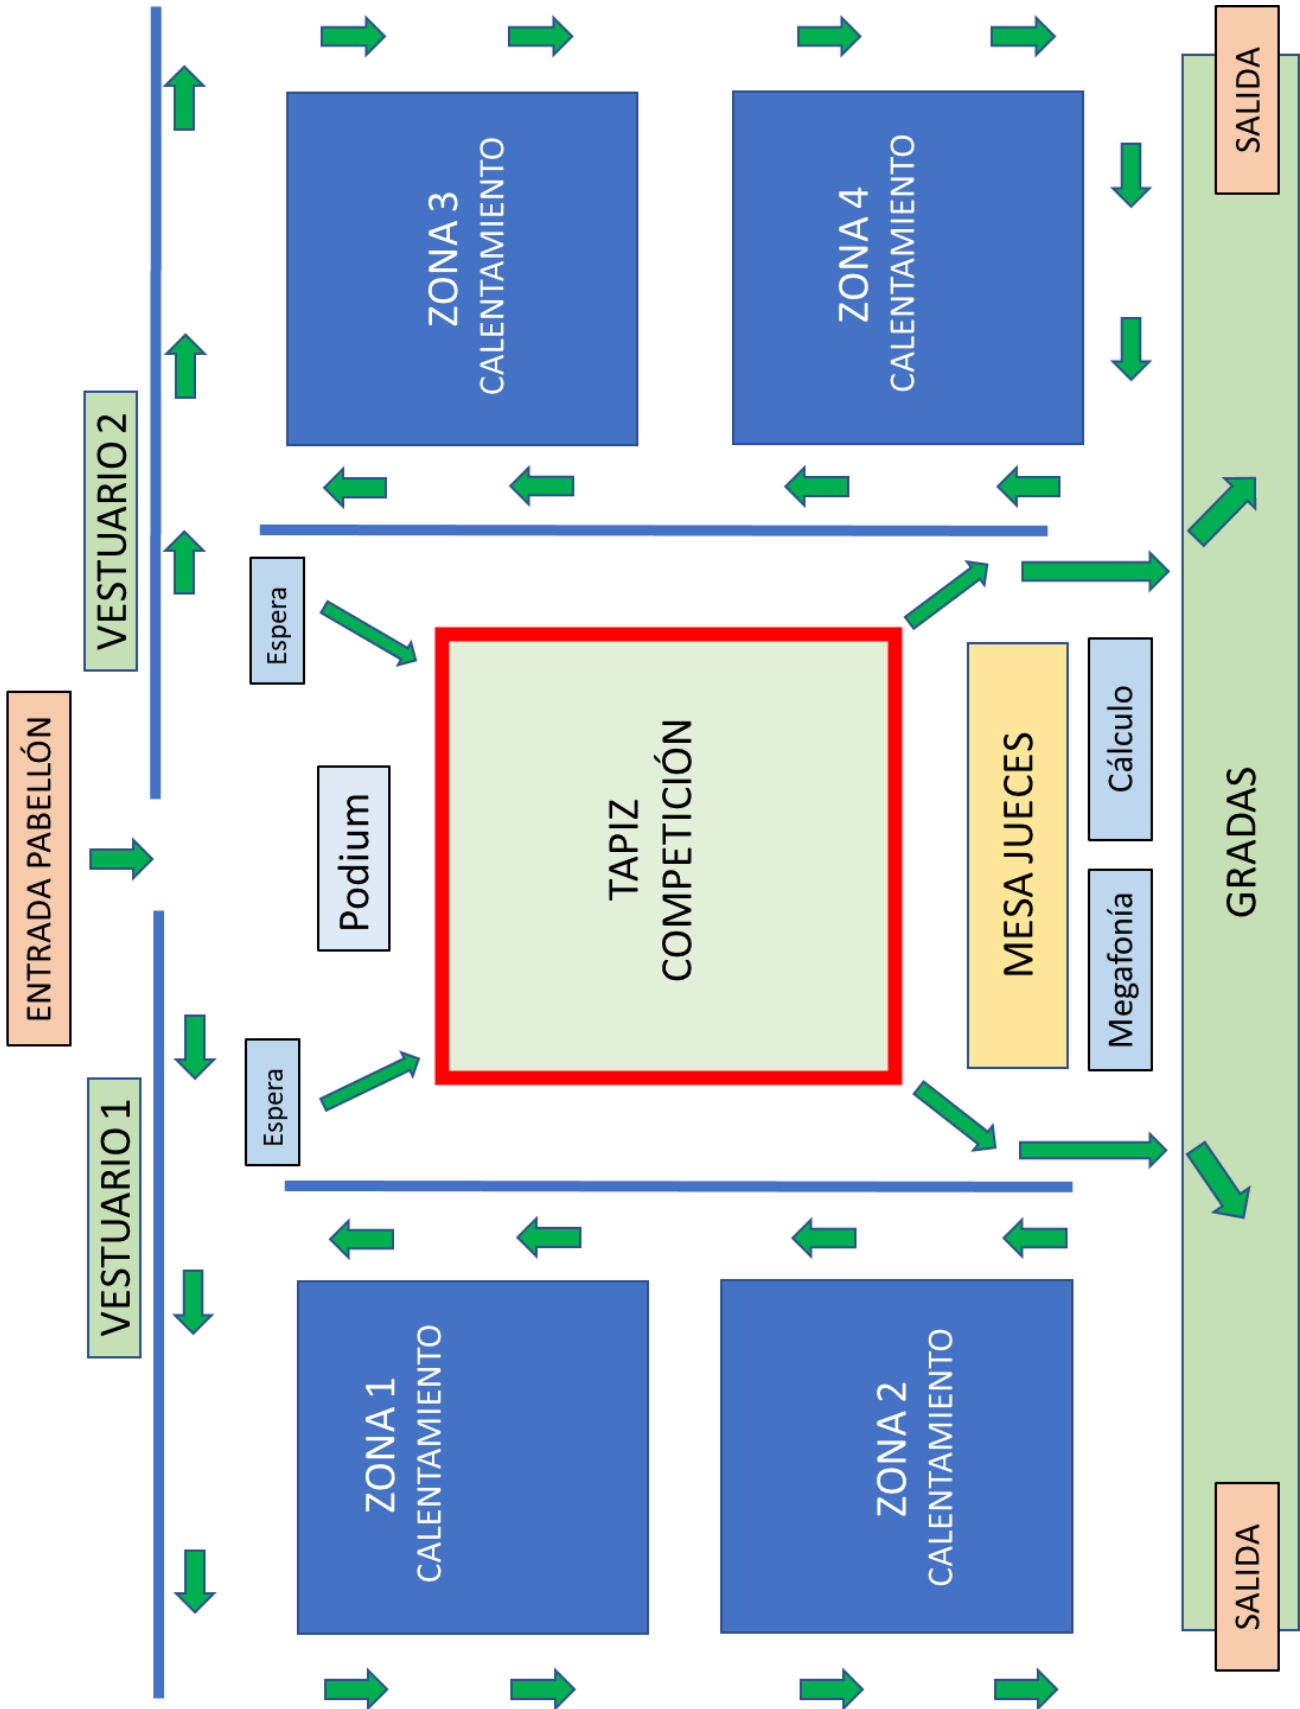 ENTRADA PABELLÓN
VESTUARIO 1
VESTUARIO 2
Espera
Podium
Espera
ZONA 1
CALENTAMIENTO
TAPIZ
COMPETICIÓN
ZONA 3
CALENTAMIENTO
ZONA 2
CALENTAMIENTO
MESA JUECES
ZONA 4
CALENTAMIENTO
Megafonía
Cálculo
SALIDA
GRADAS
SALIDA